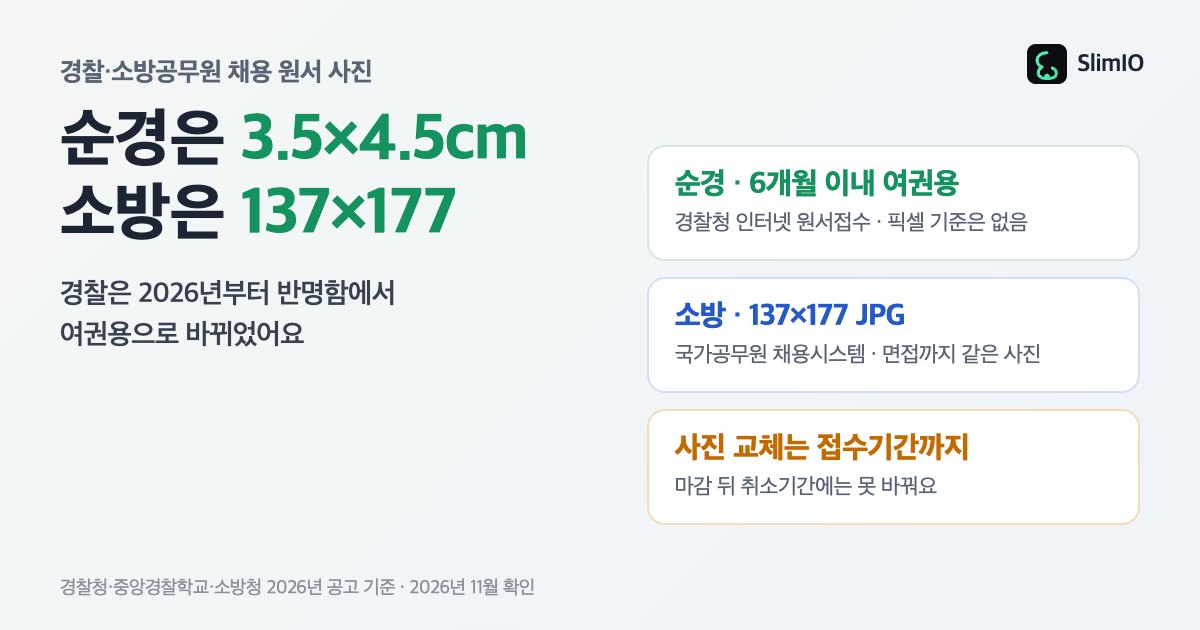 경찰·소방공무원 채용 원서 사진
순경은 3.5×4.5cm
소방은 137×177
경찰은 2026년부터 반명함에서
여권용으로 바뀌었어요
SlimIO
순경 · 6개월 이내 여권용
경찰청 인터넷 원서접수 · 픽셀 기준은 없음
소방 · 137×177 JPG
국가공무원 채용시스템 · 면접까지 같은 사진
사진 교체는 접수기간까지
마감 뒤 취소기간에는 못 바꿔요
경찰청·중앙경찰학교·소방청 2026년 공고 기준 · 2026년 11월 확인